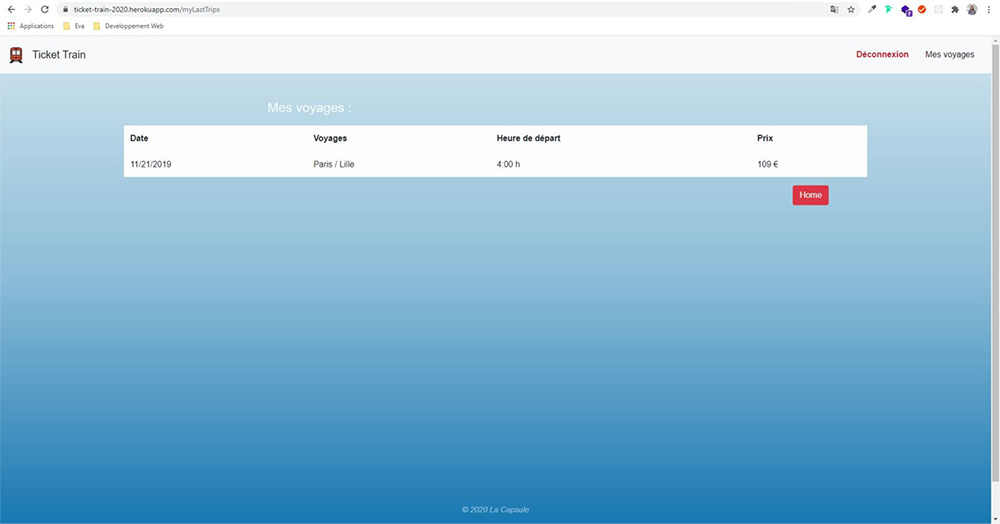 ticket-train-2020.herokuapp.com/myLastTrips
Applications Eva Developpement Web
Ticket Train Déconnexion Mes voyages
Mes voyages :
Date Voyages Heure de départ Prix
11/21/2019 Paris / Lille 4:00 h 109 €
Home
© 2020 La Capsule